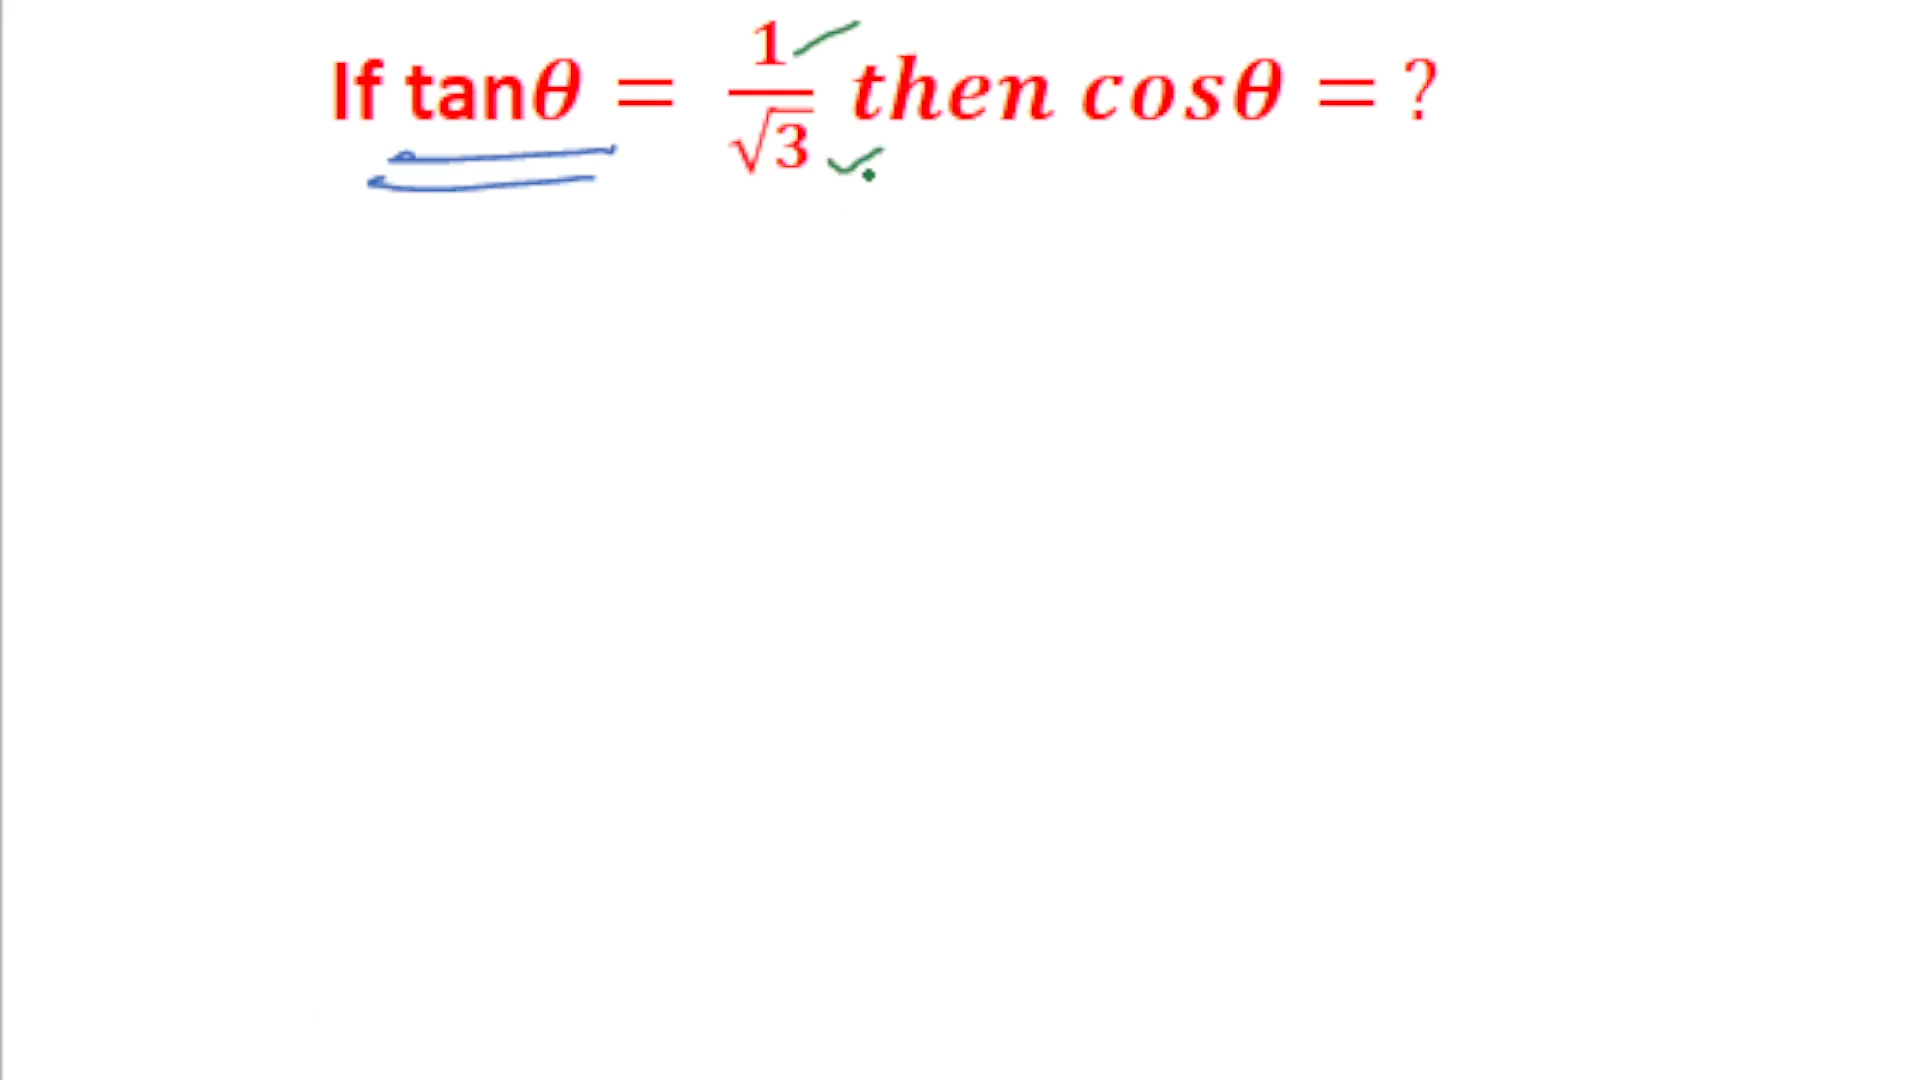 If tanθ = 1/√3 then cosθ = ?